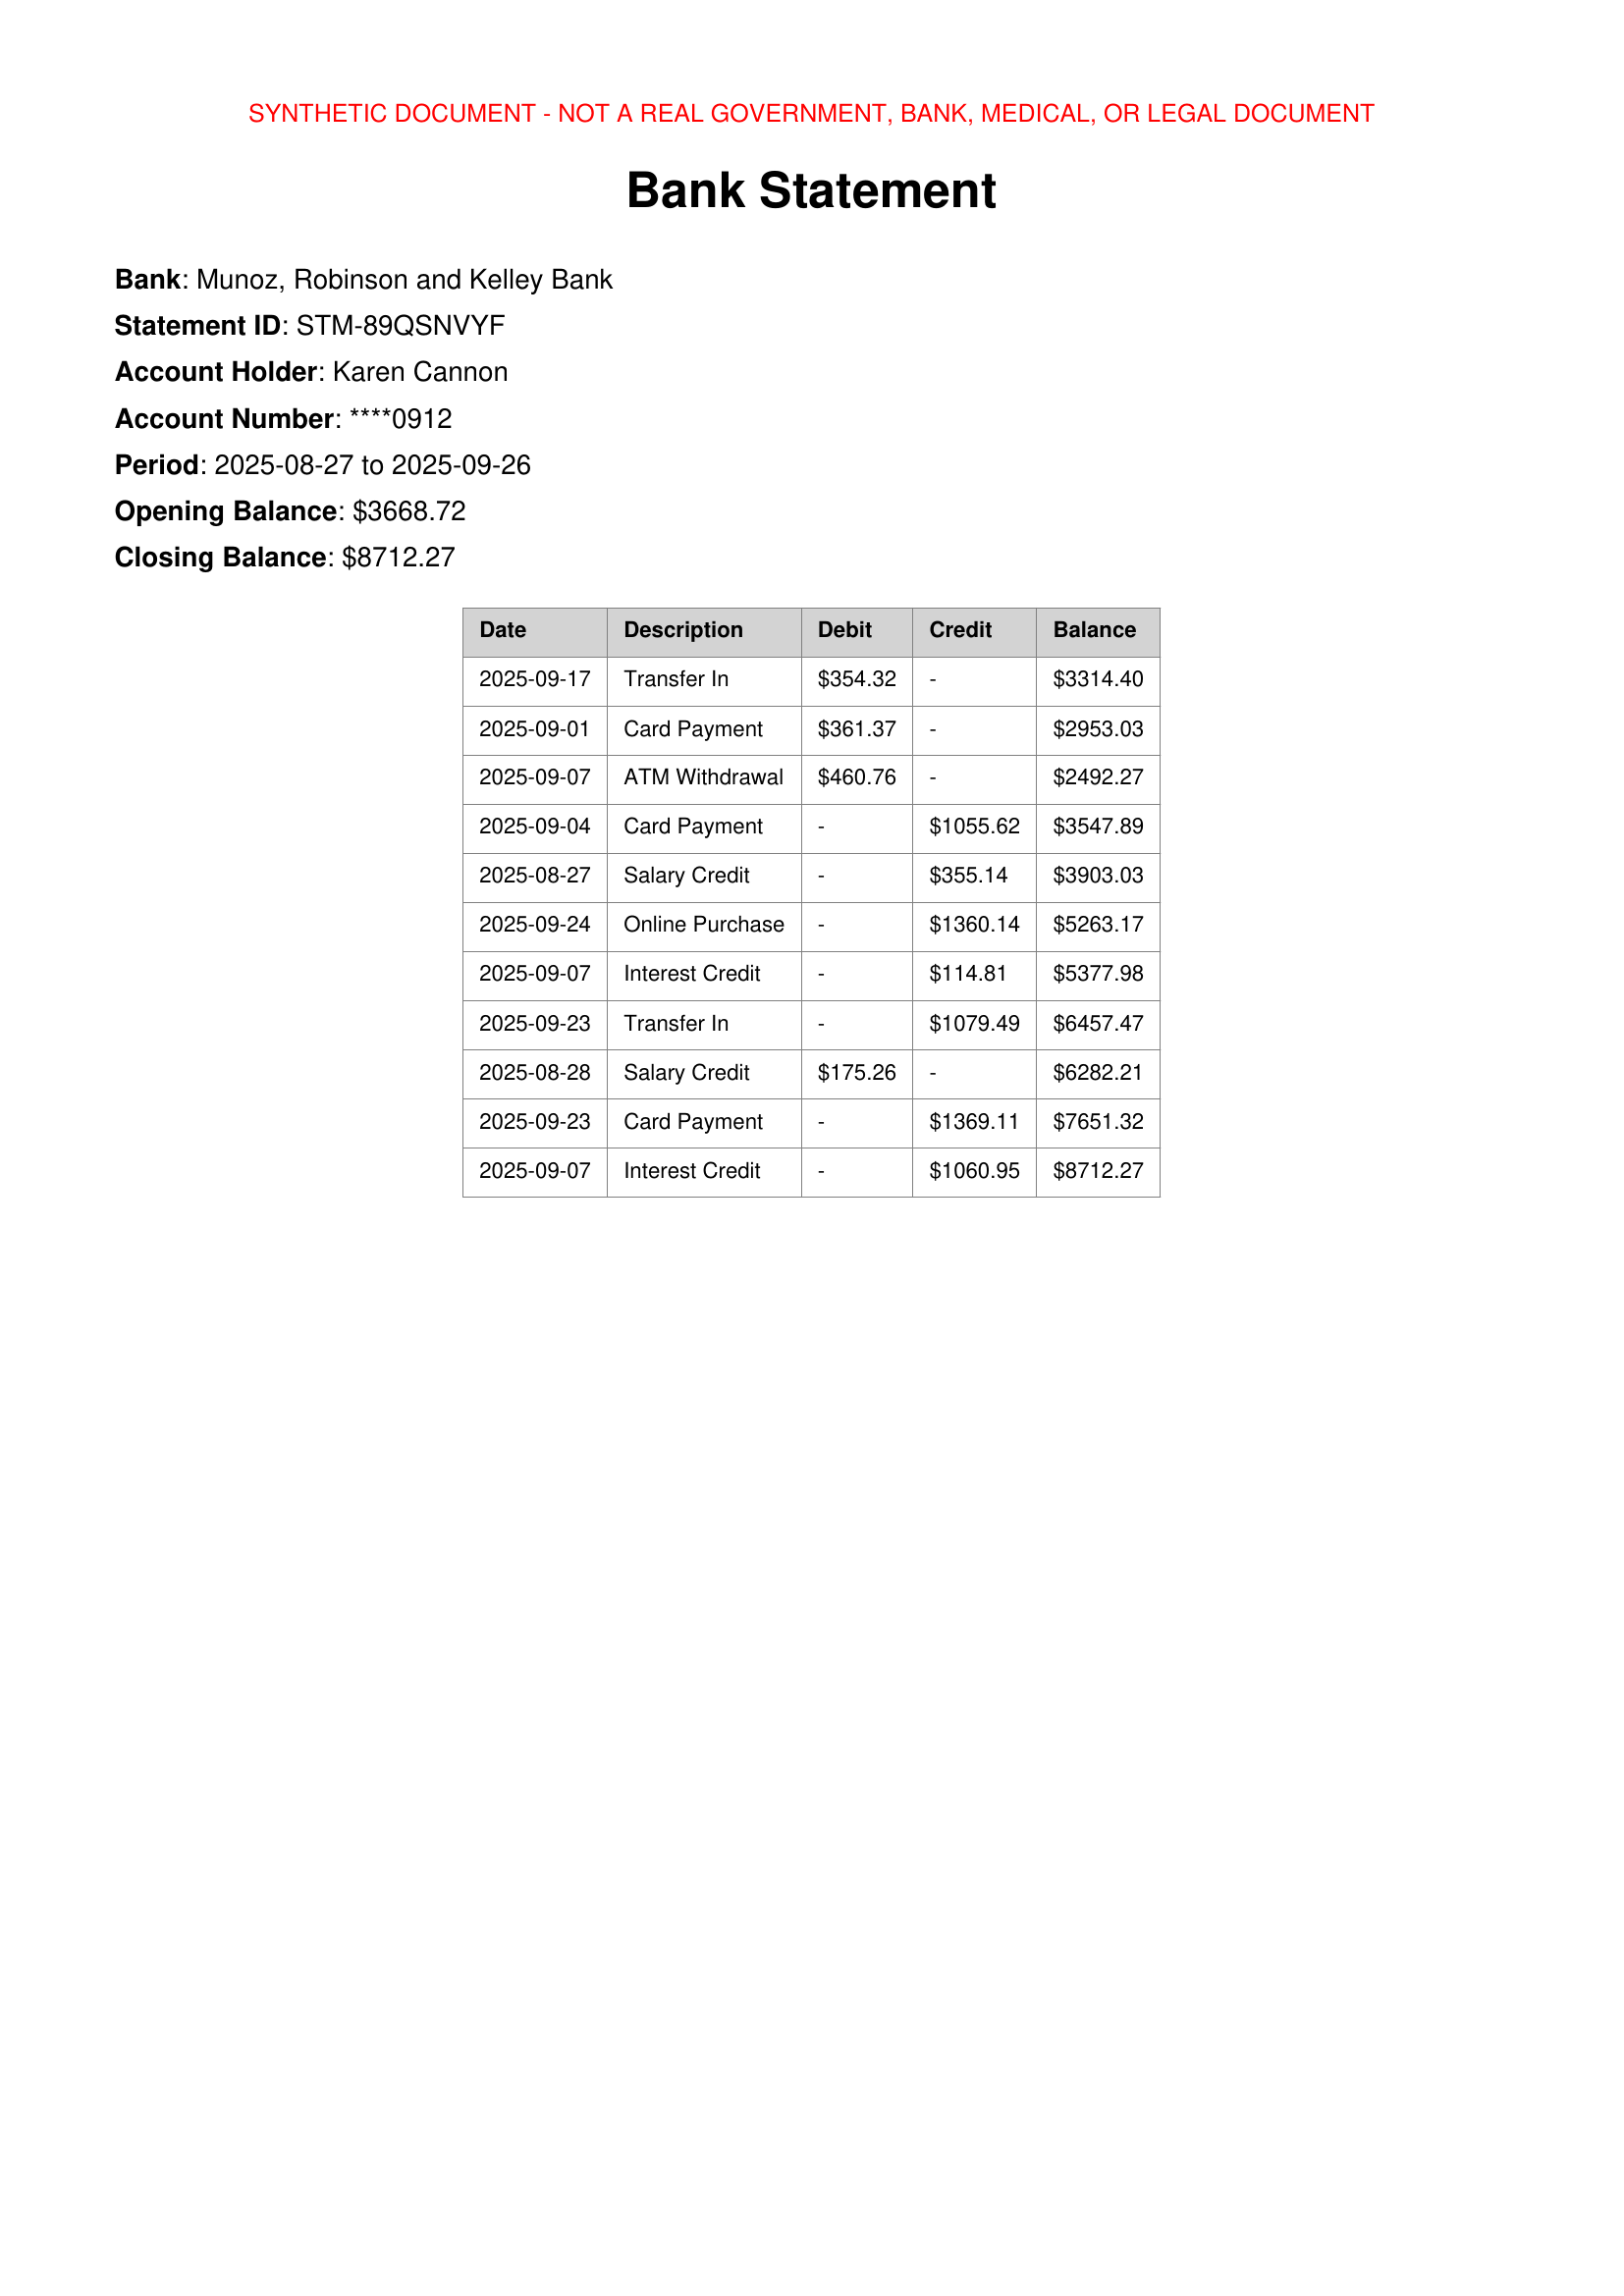 SYNTHETIC DOCUMENT - NOT A REAL GOVERNMENT, BANK, MEDICAL, OR LEGAL DOCUMENT
Bank Statement
Bank: Munoz, Robinson and Kelley Bank
Statement ID: STM-89QSNVYF
Account Holder: Karen Cannon
Account Number: ****0912
Period: 2025-08-27 to 2025-09-26
Opening Balance: $3668.72
Closing Balance: $8712.27
Date Description Debit Credit Balance
2025-09-17 Transfer In $354.32 - $3314.40
2025-09-01 Card Payment $361.37 - $2953.03
2025-09-07 ATM Withdrawal $460.76 - $2492.27
2025-09-04 Card Payment - $1055.62 $3547.89
2025-08-27 Salary Credit - $355.14 $3903.03
2025-09-24 Online Purchase - $1360.14 $5263.17
2025-09-07 Interest Credit - $114.81 $5377.98
2025-09-23 Transfer In - $1079.49 $6457.47
2025-08-28 Salary Credit $175.26 - $6282.21
2025-09-23 Card Payment - $1369.11 $7651.32
2025-09-07 Interest Credit - $1060.95 $8712.27